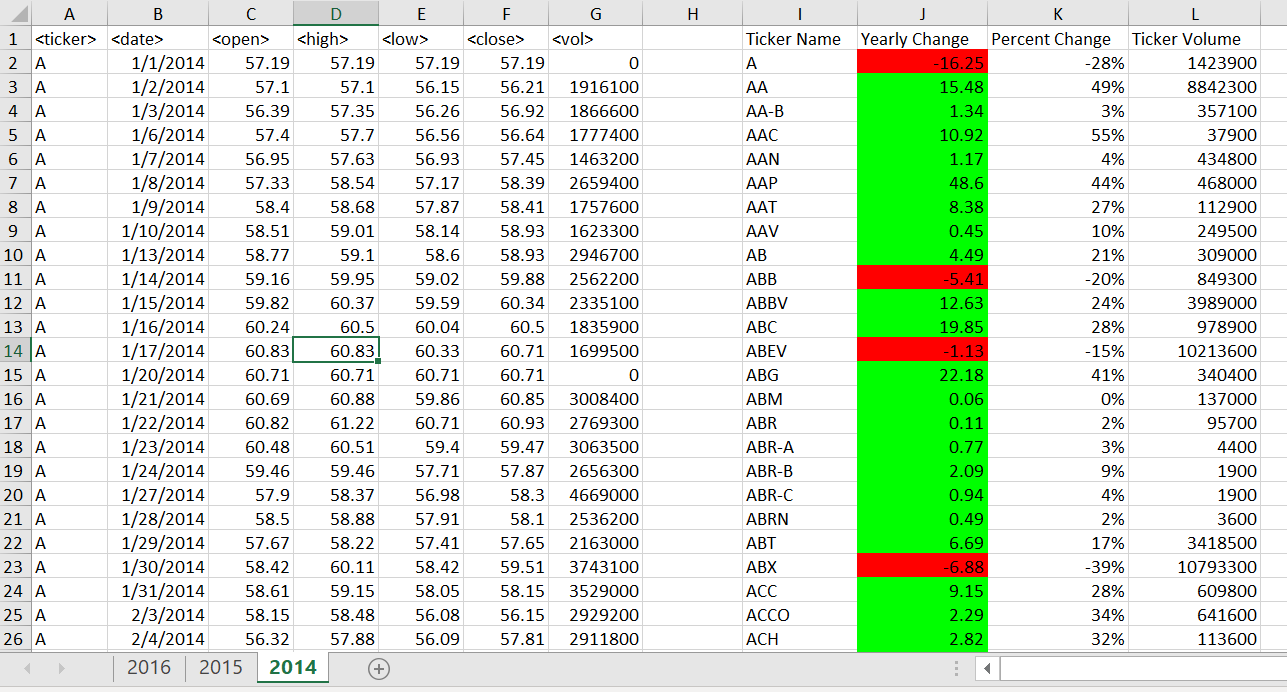 A B C D E F G H I J K L
1 <ticker> <date> <open> <high> <low> <close> <vol> Ticker Name Yearly Change Percent Change Ticker Volume
2 A 1/1/2014 57.19 57.19 57.19 57.19 0 A -16.25 -28% 1423900
3 A 1/2/2014 57.1 57.1 56.15 56.21 1916100 AA 15.48 49% 8842300
4 A 1/3/2014 56.39 57.35 56.26 56.92 1866600 AA-B 1.34 3% 357100
5 A 1/6/2014 57.4 57.7 56.56 56.64 1777400 AAC 10.92 55% 37900
6 A 1/7/2014 56.95 57.63 56.93 57.45 1463200 AAN 1.17 4% 434800
7 A 1/8/2014 57.33 58.54 57.17 58.39 2659400 AAP 48.6 44% 468000
8 A 1/9/2014 58.4 58.68 57.87 58.41 1757600 AAT 8.38 27% 112900
9 A 1/10/2014 58.51 59.01 58.14 58.93 1623300 AAV 0.45 10% 249500
10 A 1/13/2014 58.77 59.1 58.6 58.93 2946700 AB 4.49 21% 309000
11 A 1/14/2014 59.16 59.95 59.02 59.88 2562200 ABB -5.41 -20% 849300
12 A 1/15/2014 59.82 60.37 59.59 60.34 2335100 ABBV 12.63 24% 3989000
13 A 1/16/2014 60.24 60.5 60.04 60.5 1835900 ABC 19.85 28% 978900
14 A 1/17/2014 60.83 60.83 60.33 60.71 1699500 ABEV -1.13 -15% 10213600
15 A 1/20/2014 60.71 60.71 60.71 60.71 0 ABG 22.18 41% 340400
16 A 1/21/2014 60.69 60.88 59.86 60.85 3008400 ABM 0.06 0% 137000
17 A 1/22/2014 60.82 61.22 60.71 60.93 2769300 ABR 0.11 2% 95700
18 A 1/23/2014 60.48 60.51 59.4 59.47 3063500 ABR-A 0.77 3% 4400
19 A 1/24/2014 59.46 59.46 57.71 57.87 2656300 ABR-B 2.09 9% 1900
20 A 1/27/2014 57.9 58.37 56.98 58.3 4669000 ABR-C 0.94 4% 1900
21 A 1/28/2014 58.5 58.88 57.91 58.1 2536200 ABRN 0.49 2% 3600
22 A 1/29/2014 57.67 58.22 57.41 57.65 2163000 ABT 6.69 17% 3418500
23 A 1/30/2014 58.42 60.11 58.42 59.51 3743100 ABX -6.88 -39% 10793300
24 A 1/31/2014 58.61 59.15 58.05 58.15 3529000 ACC 9.15 28% 609800
25 A 2/3/2014 58.15 58.48 56.08 56.15 2929200 ACCO 2.29 34% 641600
26 A 2/4/2014 56.32 57.88 56.09 57.81 2911800 ACH 2.82 32% 113600
2016 2015 2014